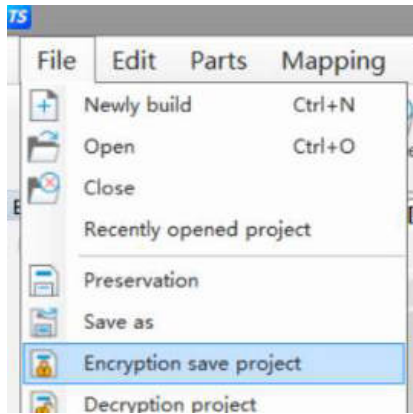 TS
File Edit Parts Mapping
Newly build Ctrl+N
Open Ctrl+O
Close
Recently opened project
Preservation
Save as
Encryption save project
Decryption project